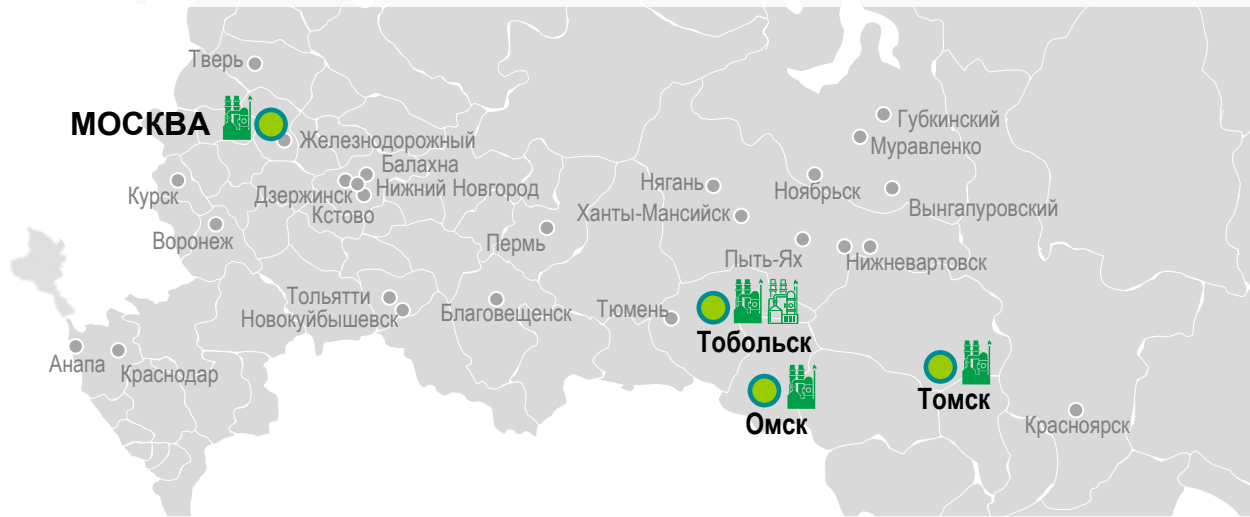 Тверь
МОСКВА
Железнодорожный
Балахна
Дзержинск
Нижний Новгород
Кстово
Курск
Воронеж
Пермь
Нягань
Ханты-Мансийск
Ноябрьск
Губкинский
Муравленко
Вынгапуровский
Пыть-Ях
Нижневартовск
Тольятти
Новокуйбышевск
Благовещенск
Тюмень
Тобольск
Анапа
Краснодар
Омск
Томск
Красноярск